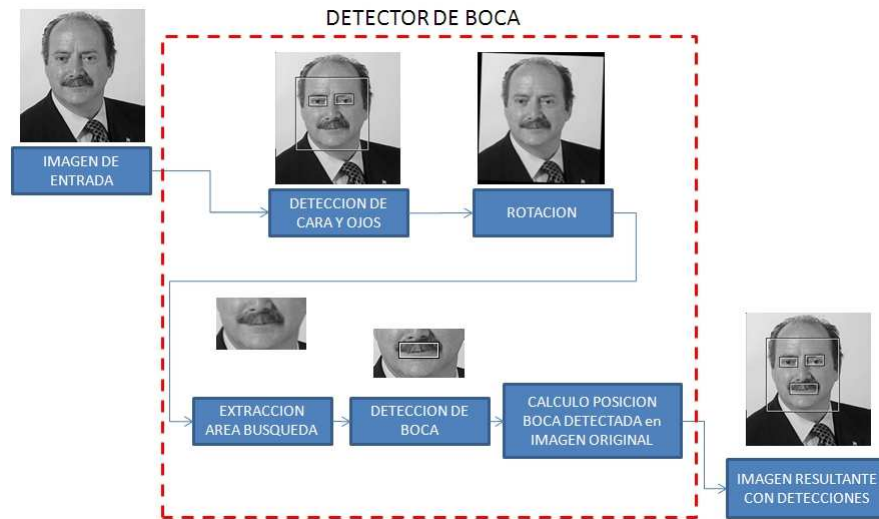 DETECTOR DE BOCA
IMAGEN DE
ENTRADA
DETECCION DE
CARA Y OJOS
ROTACION
EXTRACCION
AREA BUSQUEDA
DETECCION DE
BOCA
CALCULO POSICION
BOCA DETECTADA en
IMAGEN ORIGINAL
IMAGEN RESULTANTE
CON DETECCIONES